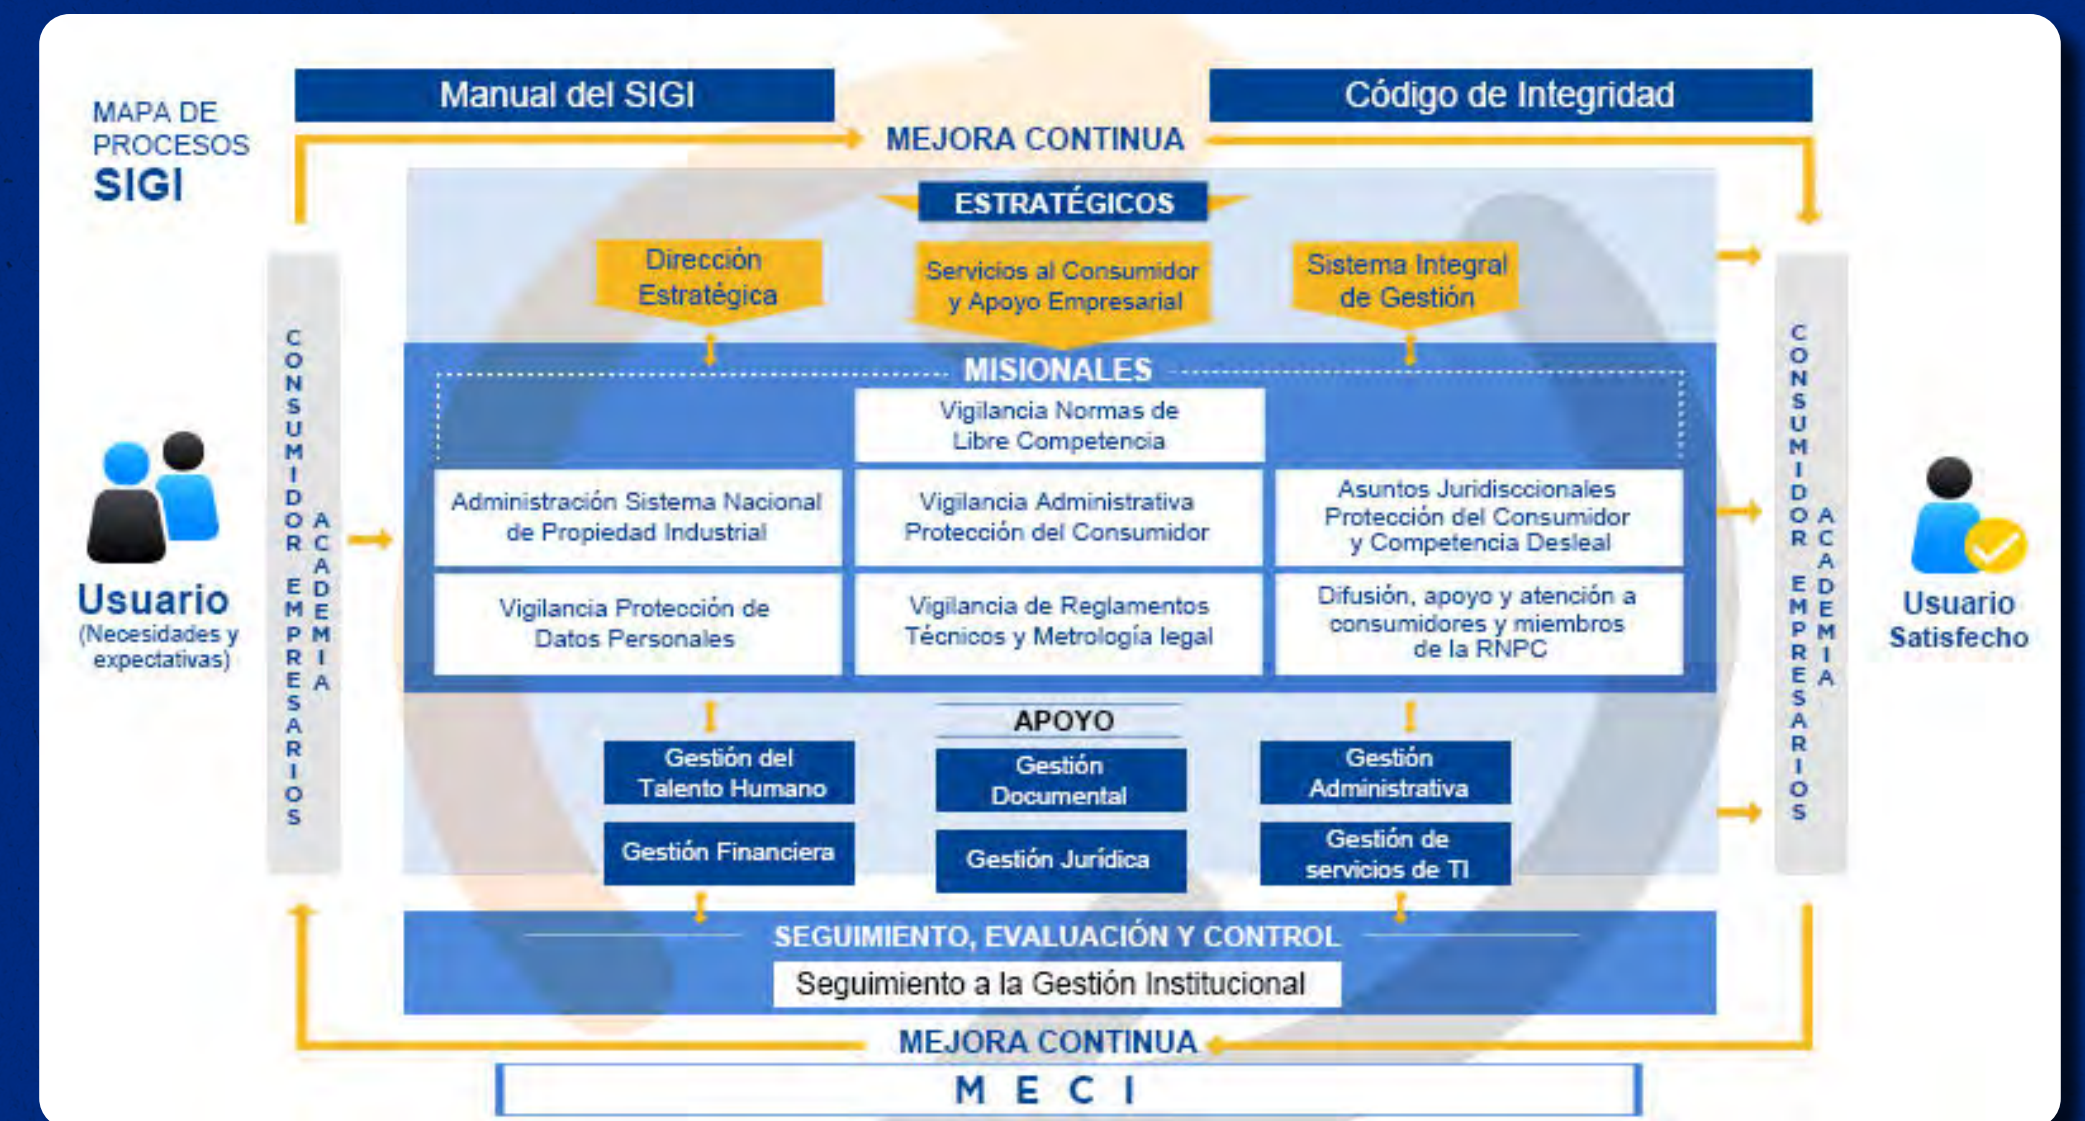 MAPA DE
PROCESOS
SIGI
Manual del SIGI
Código de Integridad
MEJORA CONTINUA
ESTRATÉGICOS
Dirección
Estratégica
Servicios al Consumidor
y Apoyo Empresarial
Sistema Integral
de Gestión
MISIONALES
Vigilancia Normas de
Libre Competencia
Administración Sistema Nacional
de Propiedad Industrial
Vigilancia Administrativa
Protección del Consumidor
Asuntos Juridisccionales
Protección del Consumidor
y Competencia Desleal
Vigilancia Protección de
Datos Personales
Vigilancia de Reglamentos
Técnicos y Metrología legal
Difusión, apoyo y atención a
consumidores y miembros
de la RNPC
APOYO
Gestión del
Talento Humano
Gestión
Documental
Gestión
Administrativa
Gestión Financiera
Gestión Jurídica
Gestión de
servicios de TI
SEGUIMIENTO, EVALUACIÓN Y CONTROL
Seguimiento a la Gestión Institucional
MEJORA CONTINUA
MECI
Usuario
(Necesidades y
expectativas)
CONSUMIDOR EMPRESARIOS
ACADEMIA
CONSUMIDOR EMPRESARIOS
ACADEMIA
Usuario
Satisfecho